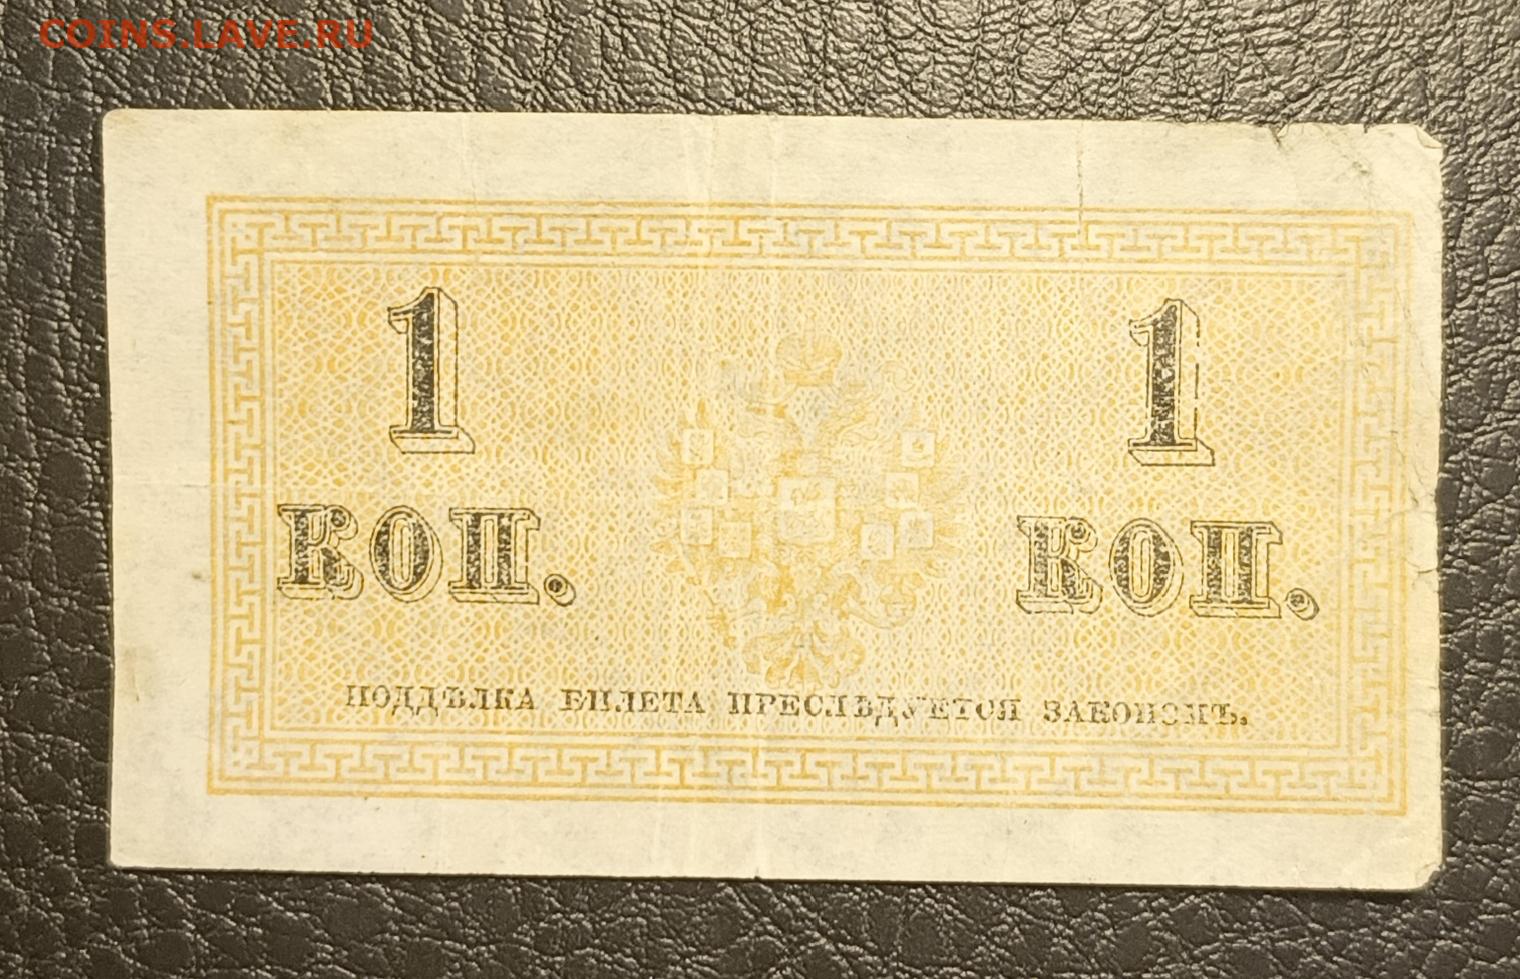 COINS.LAVE.RU
1 1
КОП. КОП.
ПОДДѢЛКА БИЛЕТА ПРЕСЛѢДУЕТСЯ ЗАКОНОМЪ.